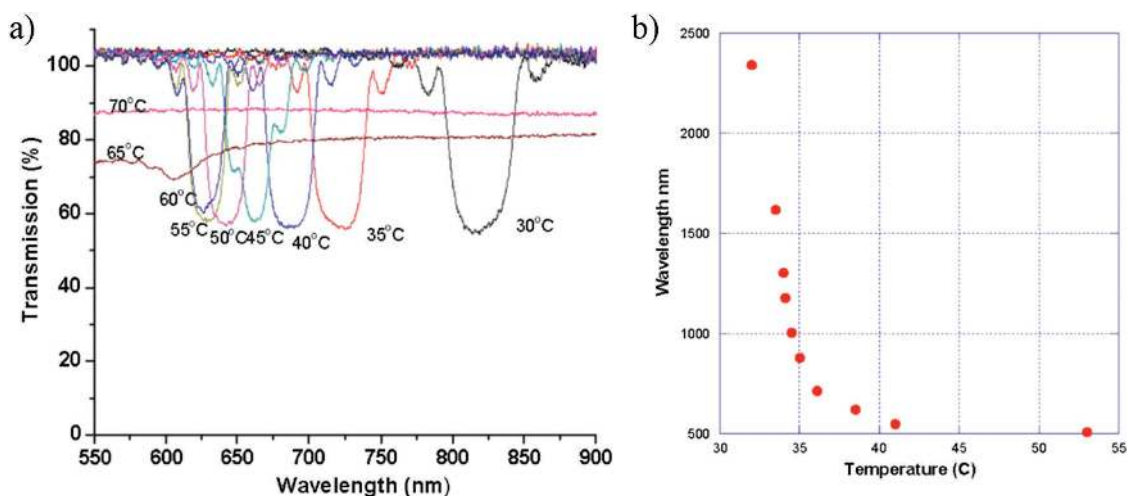 a)
Transmission (%)
100
80
60
40
20
0
70°C
65°C
60°C
55°C
50°C
45°C
40°C
35°C
30°C
550 600 650 700 750 800 850 900
Wavelength (nm)
b)
Wavelength nm
2500
2000
1500
1000
500
30 35 40 45 50 55
Temperature (C)